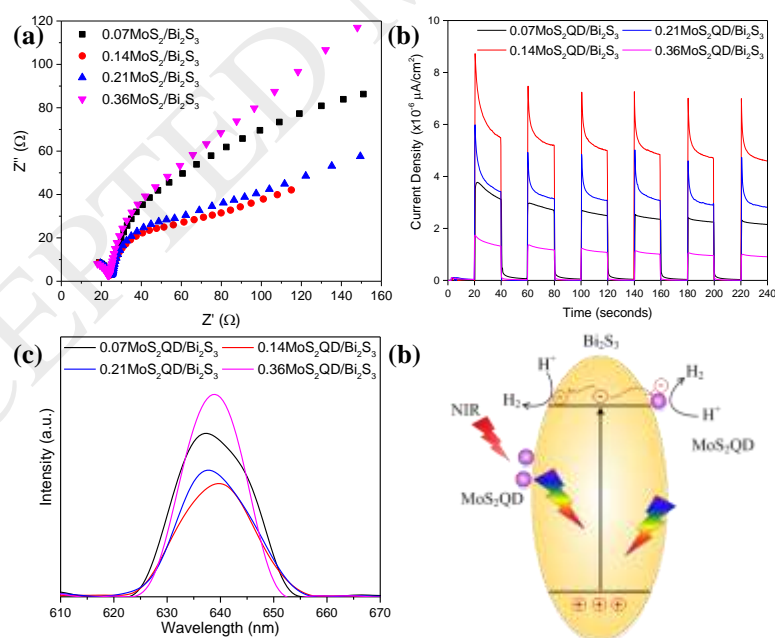 (a)
0.07MoS₂/Bi₂S₃
0.14MoS₂/Bi₂S₃
0.21MoS₂/Bi₂S₃
0.36MoS₂/Bi₂S₃
Z'' (Ω)
120
100
80
60
40
20
0
0 20 40 60 80 100 120 140 160
Z' (Ω)
(b)
0.07MoS₂QD/Bi₂S₃ 0.21MoS₂QD/Bi₂S₃
0.14MoS₂QD/Bi₂S₃ 0.36MoS₂QD/Bi₂S₃
Current Density (x10⁻⁶ μA/cm²)
10
8
6
4
2
0
0 20 40 60 80 100 120 140 160 180 200 220 240
Time (seconds)
(c)
0.07MoS₂QD/Bi₂S₃ 0.14MoS₂QD/Bi₂S₃
0.21MoS₂QD/Bi₂S₃ 0.36MoS₂QD/Bi₂S₃
Intensity (a.u.)
610 620 630 640 650 660 670
Wavelength (nm)
(b)
Bi₂S₃
H⁺
H₂
H₂
H⁺
NIR
MoS₂QD
MoS₂QD